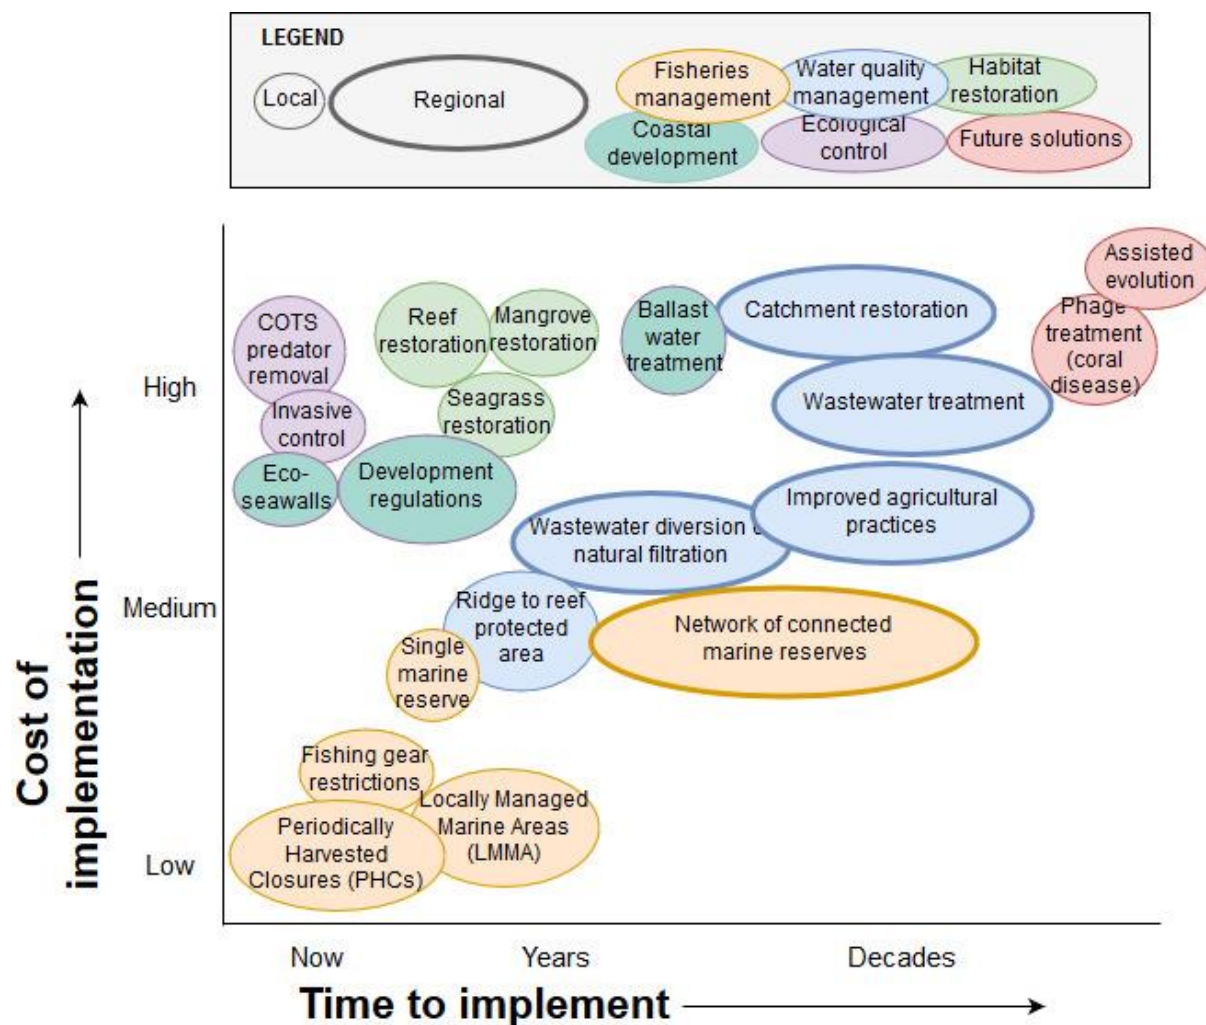 LEGEND
Local
Regional
Fisheries
management
Water quality
management
Habitat
restoration
Coastal
development
Ecological
control
Future solutions
Assisted
evolution
COTS
predator
removal
Reef
restoration
Mangrove
restoration
Ballast
water
treatment
Catchment restoration
Phage
treatment
(coral
disease)
High
Invasive
control
Seagrass
restoration
Wastewater treatment
Eco-
seawalls
Development
regulations
Improved agricultural
practices
Wastewater diversion
natural filtration
Medium
Ridge to reef
protected
area
Network of connected
marine reserves
Single
marine
reserve
Fishing gear
restrictions
Locally Managed
Marine Areas
(LMMA)
Periodically
Harvested
Closures (PHCs)
Low
Cost of
implementation
Now
Years
Decades
Time to implement